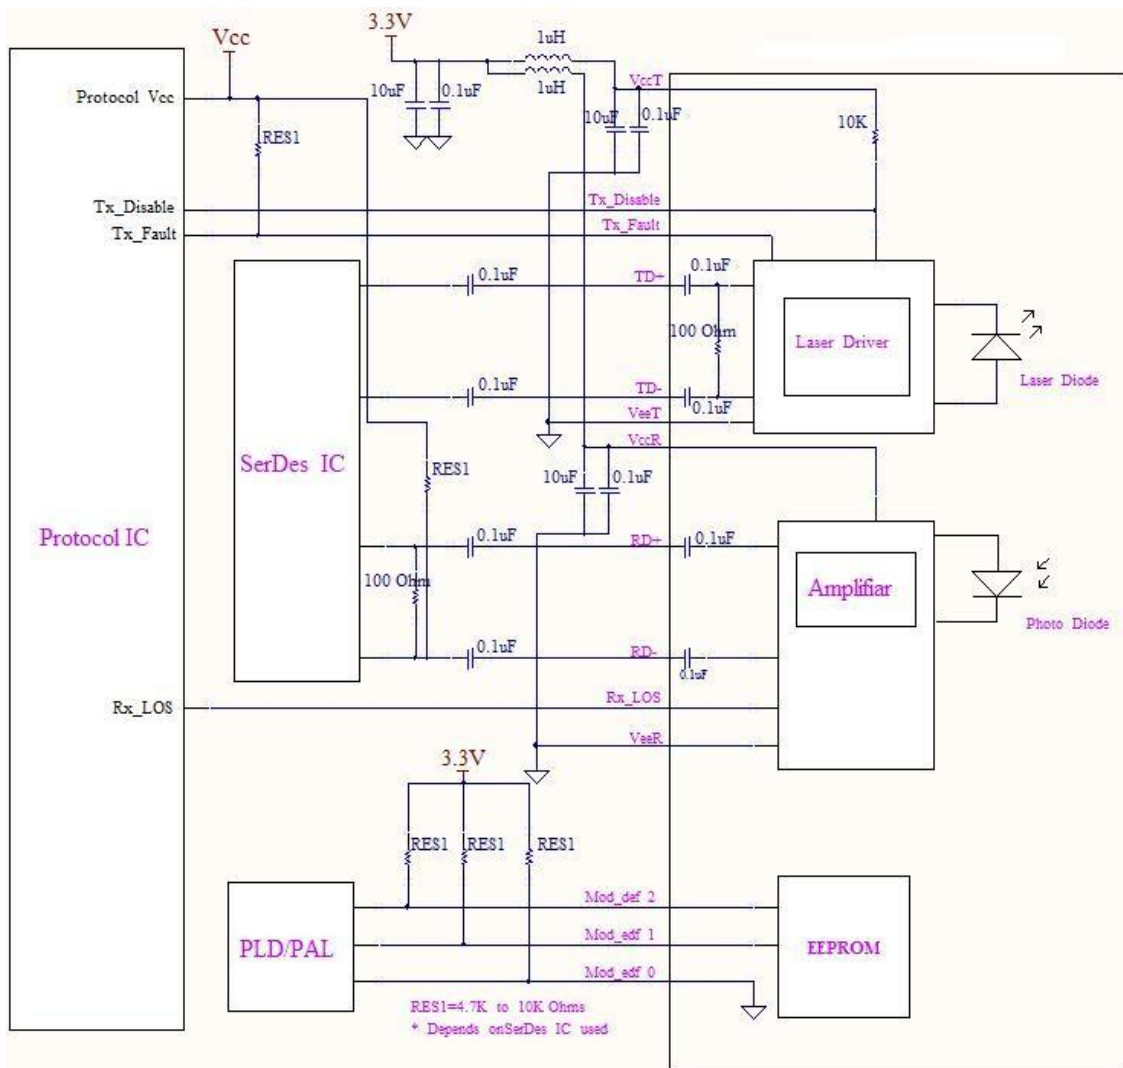 3.3V
Vcc
1uH
1uH
10uF
0.1uF
VccT
10uF
0.1uF
10K
Protocol Vcc
RES1
Tx_Disable
Tx_Disable
Tx_Fault
Tx_Fault
0.1uF
0.1uF
TD+
100 Ohm
Laser Driver
Laser Diode
0.1uF
TD-
0.1uF
VeeT
VccR
SerDes IC
RES1
10uF
0.1uF
Protocol IC
0.1uF
RD+
0.1uF
100 Ohm
Amplifiar
Photo Diode
0.1uF
RD-
0.1uF
Rx_LOS
Rx_LOS
VeeR
3.3V
RES1
RES1
RES1
Mod_def 2
PLD/PAL
Mod_edf 1
EEPROM
Mod_edf 0
RES1=4.7K to 10K Ohms
* Depends onSerDes IC used